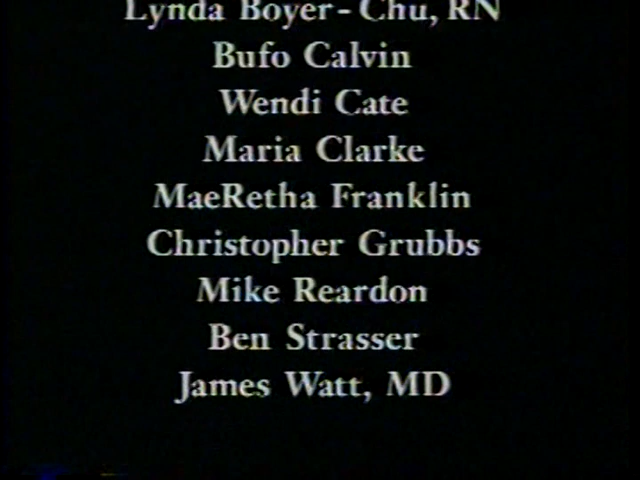 Lynda Boyer-Chu, RN
Bufo Calvin
Wendi Cate
Maria Clarke
MaeRetha Franklin
Christopher Grubbs
Mike Reardon
Ben Strasser
James Watt, MD